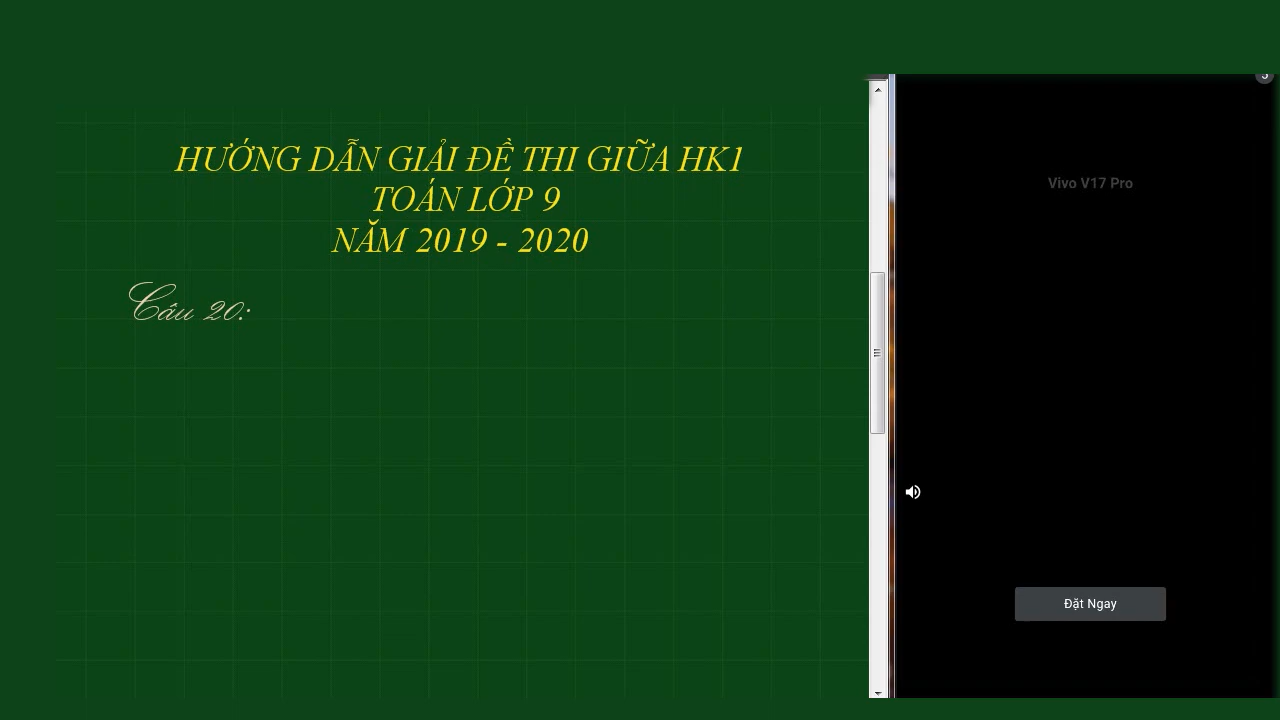 HƯỚNG DẪN GIẢI ĐỀ THI GIỮA HK1
TOÁN LỚP 9
NĂM 2019 - 2020
Câu 20:
5
Vivo V17 Pro
Đặt Ngay